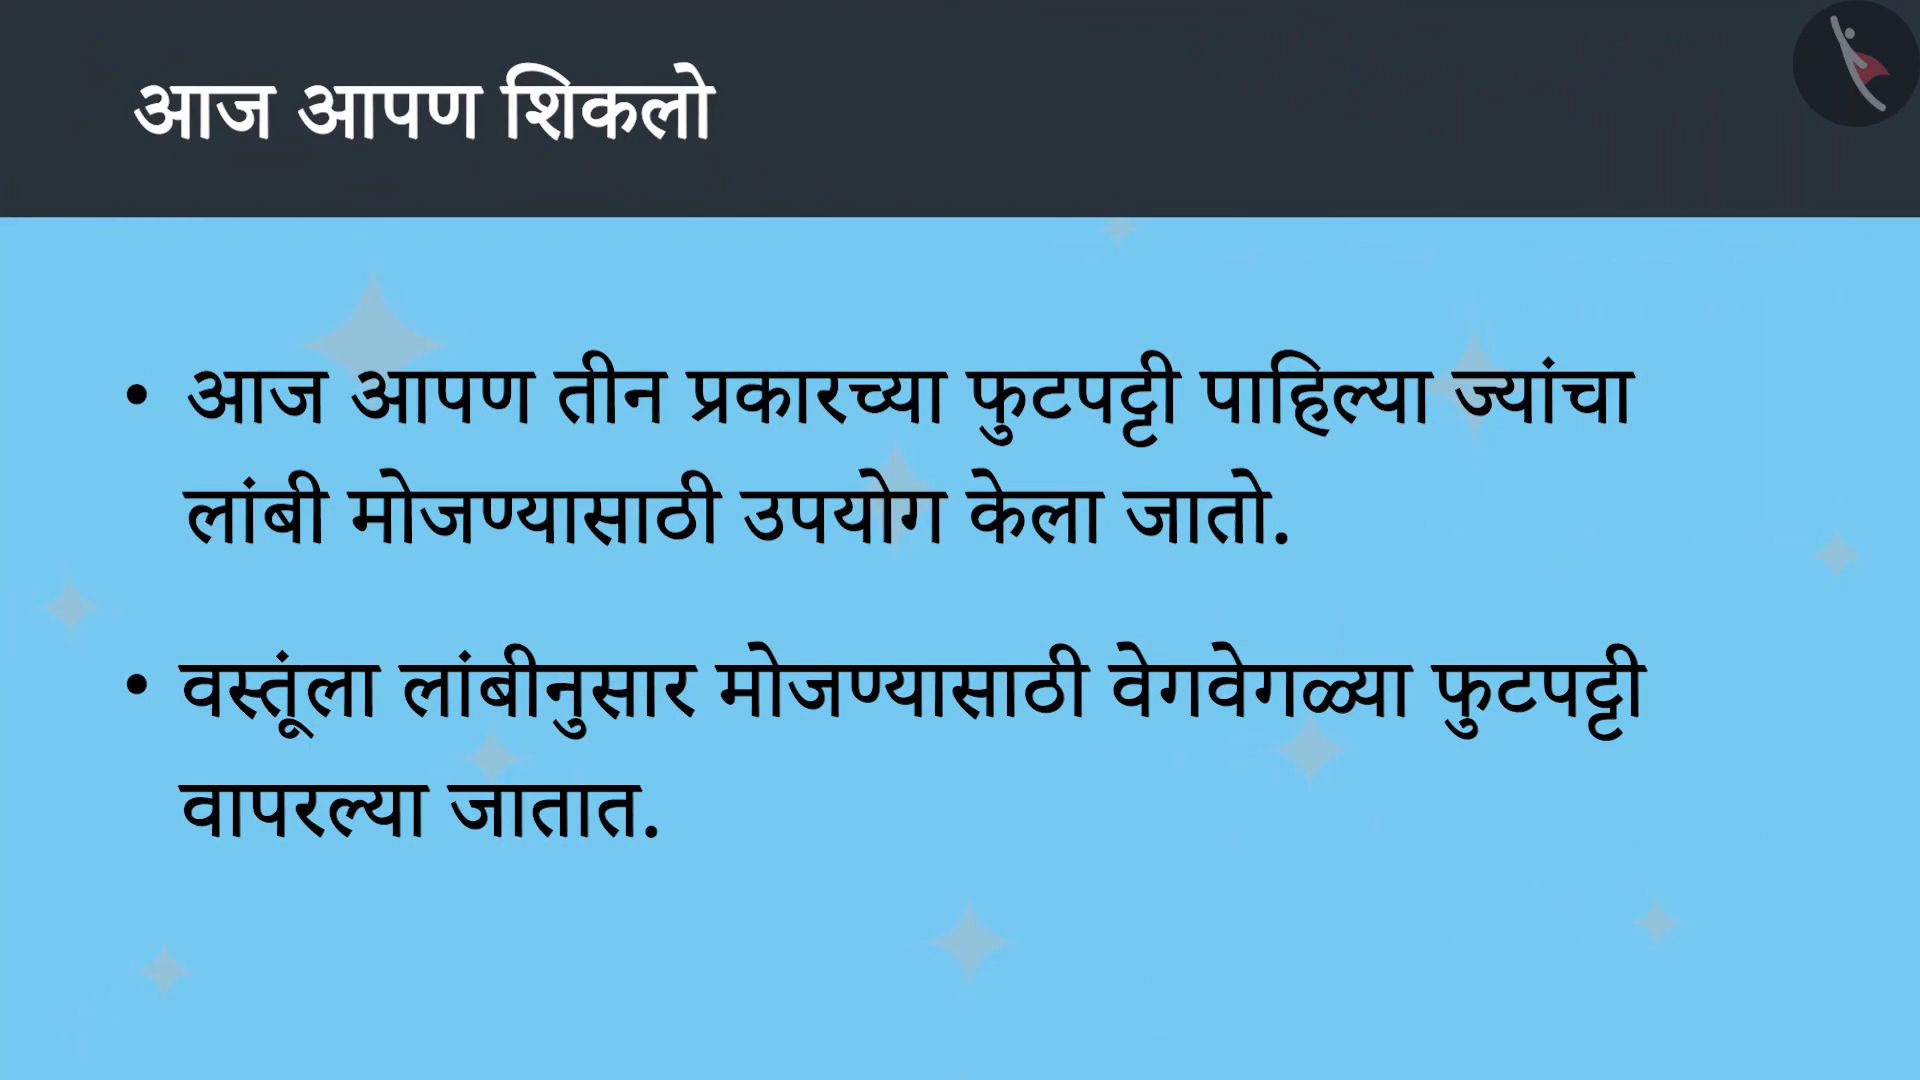 आज आपण शिकलो
• आज आपण तीन प्रकारच्या फुटपट्टी पाहिल्या ज्यांचा
लांबी मोजण्यासाठी उपयोग केला जातो.
• वस्तूंला लांबीनुसार मोजण्यासाठी वेगवेगळ्या फुटपट्टी
वापरल्या जातात.